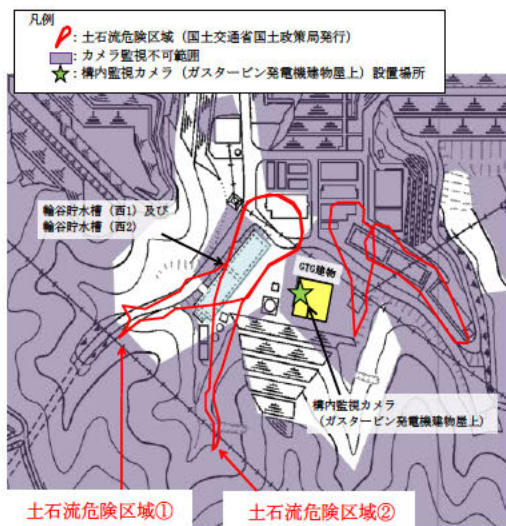 凡例
：土石流危険区域（国土交通省国土政策局発行）
：カメラ監視不可範囲
：構内監視カメラ（ガスタービン発電機建物屋上）設置場所
輪谷貯水槽（西1）及び
輪谷貯水槽（西2）
GTG建物
構内監視カメラ
（ガスタービン発電機建物屋上）
土石流危険区域①
土石流危険区域②